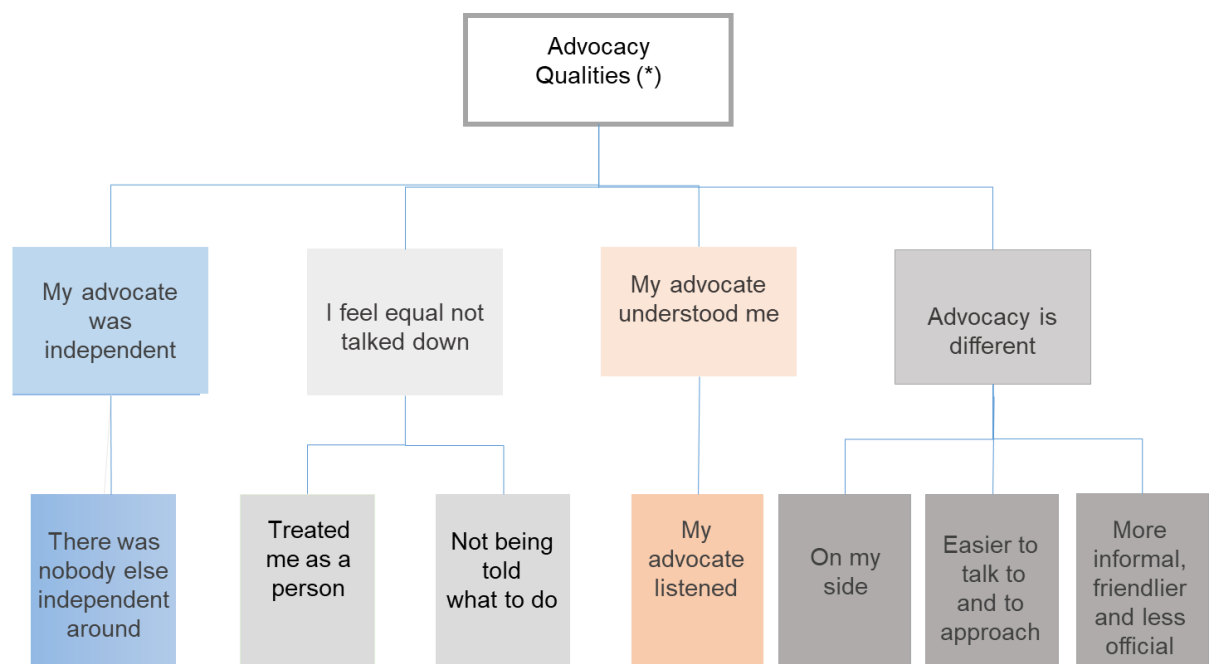 Advocacy
Qualities (*)
My advocate
was
independent
I feel equal not
talked down
My advocate
understood me
Advocacy is
different
There was
nobody else
independent
around
Treated
me as a
person
Not being
told
what to do
My
advocate
listened
On my
side
Easier to
talk to
and to
approach
More
informal,
friendlier
and less
official